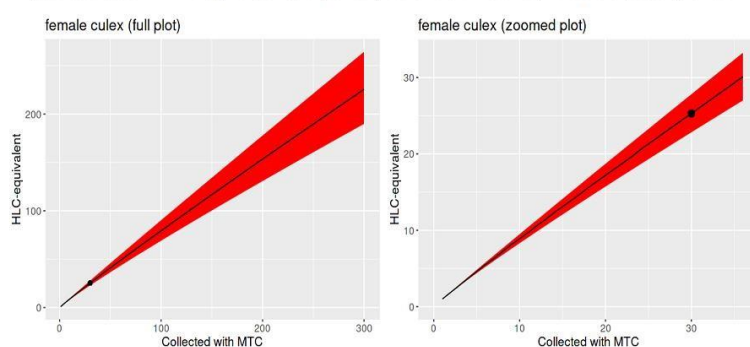 female culex (full plot)
HLC-equivalent
200
100
0
0 100 200 300
Collected with MTC
female culex (zoomed plot)
HLC-equivalent
30
20
10
0
0 10 20 30
Collected with MTC